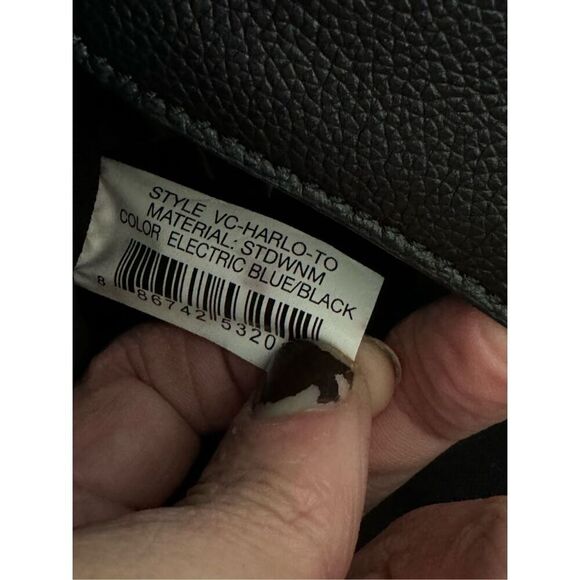 STYLE VC-HARLO-TO
MATERIAL: STDWNM
COLOR ELECTRIC BLUE/BLACK
8 86742 5320